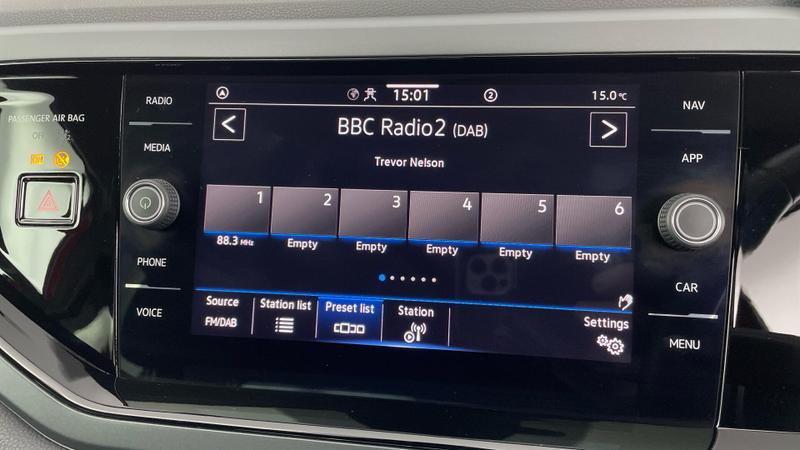 PASSENGER AIR BAG
OFF
RADIO
MEDIA
PHONE
VOICE
15:01
2
15.0 °C
BBC Radio2 (DAB)
Trevor Nelson
1 2 3 4 5 6
88.3 MHz Empty Empty Empty Empty Empty
Source Station list Preset list Station Settings
FM/DAB
NAV
APP
CAR
MENU